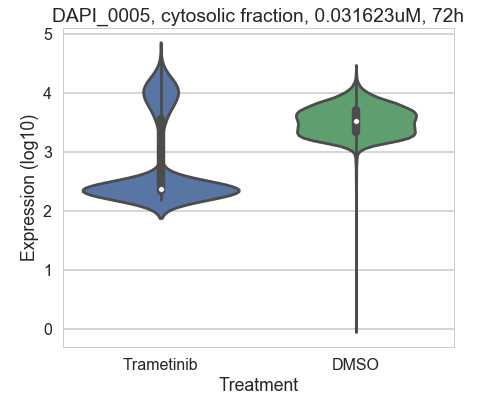 DAPI_0005, cytosolic fraction, 0.031623uM, 72h
5
4
3
2
1
0
Expression (log10)
Trametinib DMSO
Treatment